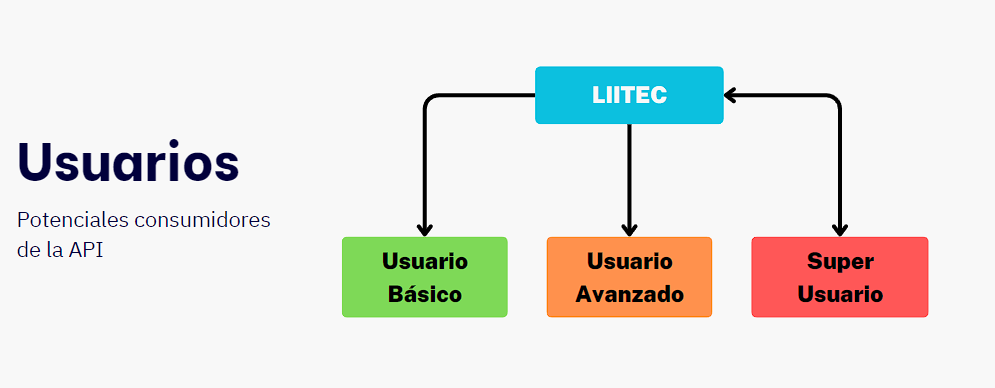 Usuarios
Potenciales consumidores
de la API
LIITEC
Usuario
Básico
Usuario
Avanzado
Super
Usuario